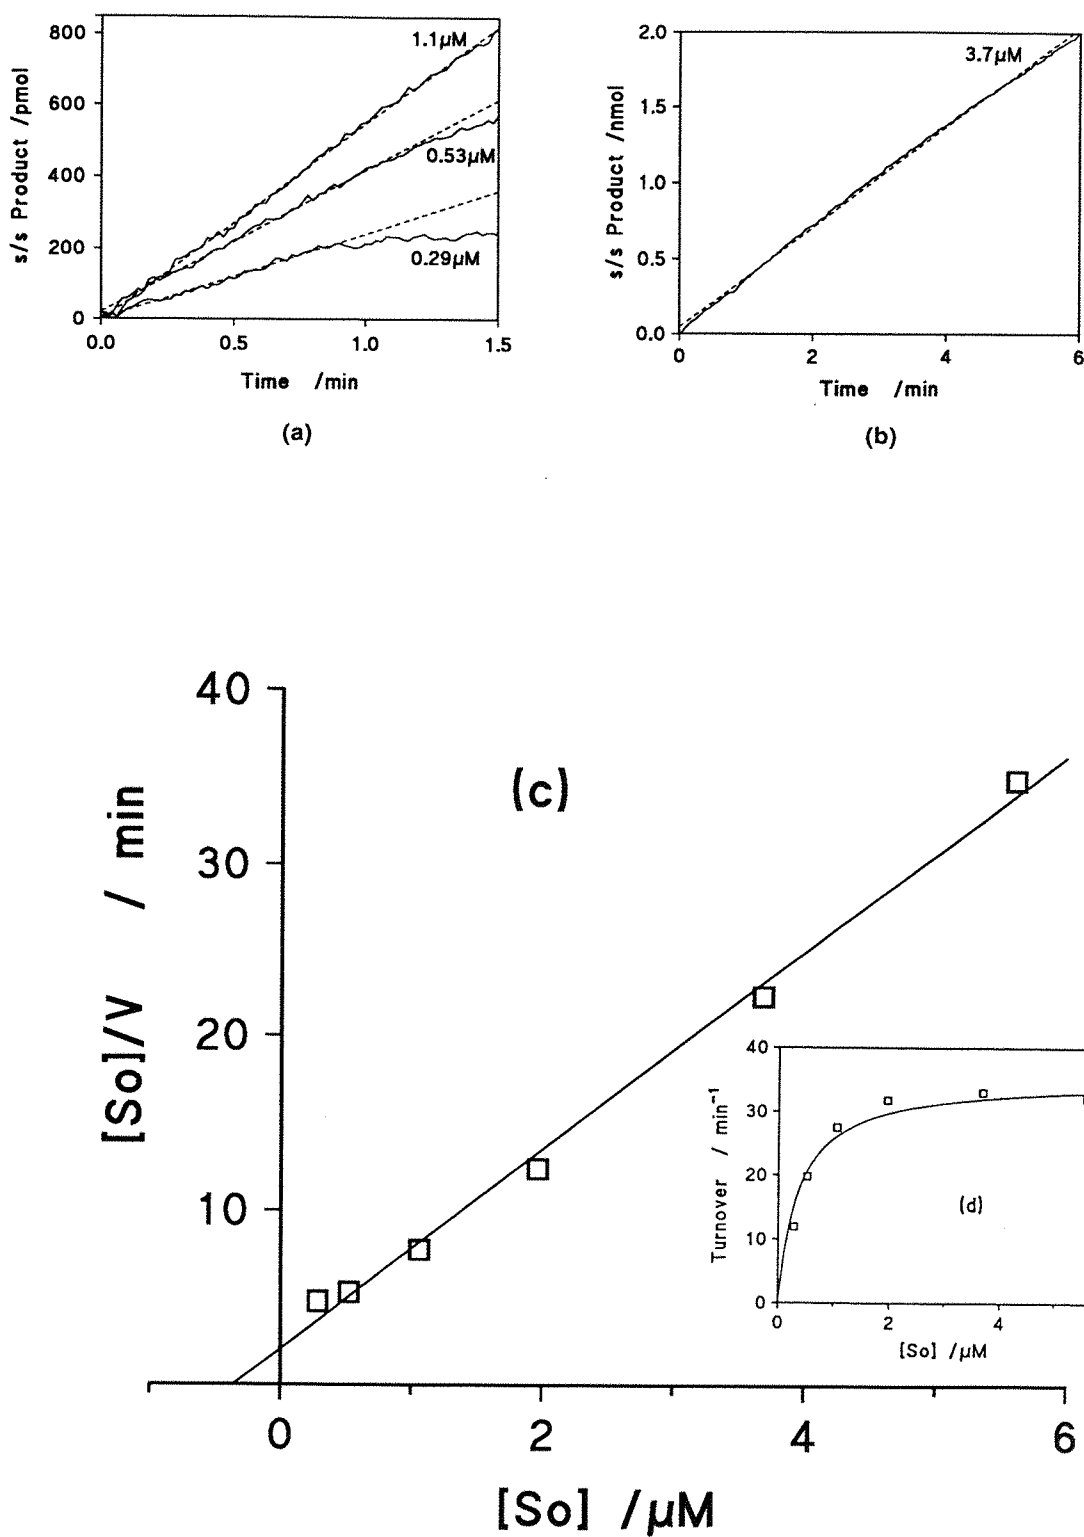 800
600
400
200
0
s/s Product /pmol
1.1µM
0.53µM
0.29µM
0.0 0.5 1.0 1.5
Time /min
(a)
2.0
1.5
1.0
0.5
0.0
s/s Product /nmol
3.7µM
0 2 4 6
Time /min
(b)
40
30
20
10
[So]/V / min
(c)
0 2 4 6
[So] /µM
40
30
20
10
0
Turnover / min⁻¹
(d)
0 2 4
[So] /µM